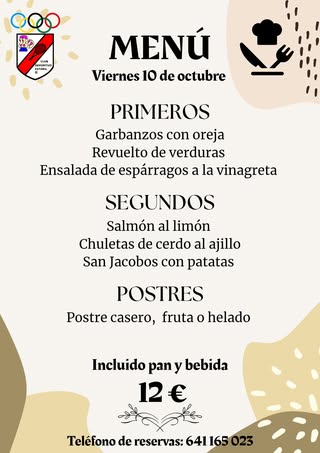 MENÚ
Viernes 10 de octubre
PRIMEROS
Garbanzos con oreja
Revuelto de verduras
Ensalada de espárragos a la vinagreta
SEGUNDOS
Salmón al limón
Chuletas de cerdo al ajillo
San Jacobos con patatas
POSTRES
Postre casero, fruta o helado
Incluido pan y bebida
12 €
Teléfono de reservas: 641 165 023